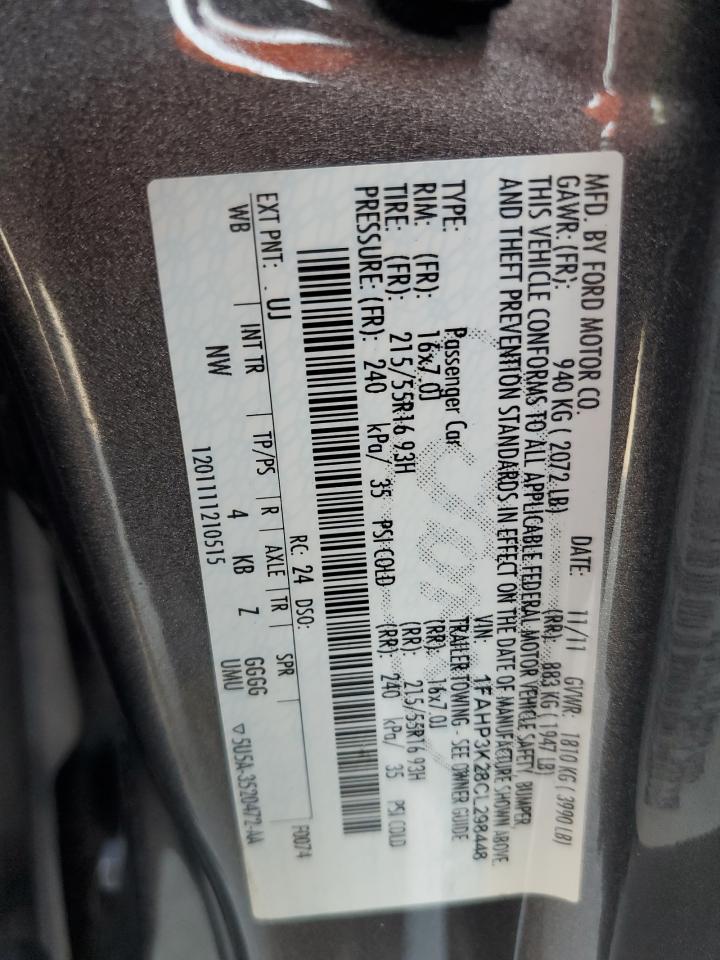 MFD. BY FORD MOTOR CO. DATE: 11/11 GVWR: 1810 KG ( 3990 LB)
GAWR: (FR): 940 KG ( 2072 LB) (RR): 883 KG ( 1947 LB)
THIS VEHICLE CONFORMS TO ALL APPLICABLE FEDERAL MOTOR VEHICLE SAFETY, BUMPER,
AND THEFT PREVENTION STANDARDS IN EFFECT ON THE DATE OF MANUFACTURE SHOWN ABOVE.
VIN: 1FAHP3K28CL298448
TYPE: Passenger Car TRAILER TOWING - SEE OWNER GUIDE
RIM: (FR): 16x7.0J (RR): 16x7.0J
TIRE: (FR): 215/55R16 93H (RR): 215/55R16 93H
PRESSURE: (FR): 240 kPa/ 35 PSI COLD (RR): 240 kPa/ 35 PSI COLD
F0074
EXT PNT: UJ RC: 24 DSO:
WB INT TR TP/PS R AXLE TR SPR
NW 4 KB Z GGGG
1201111210515 UMU
5U5A-3520472-AA